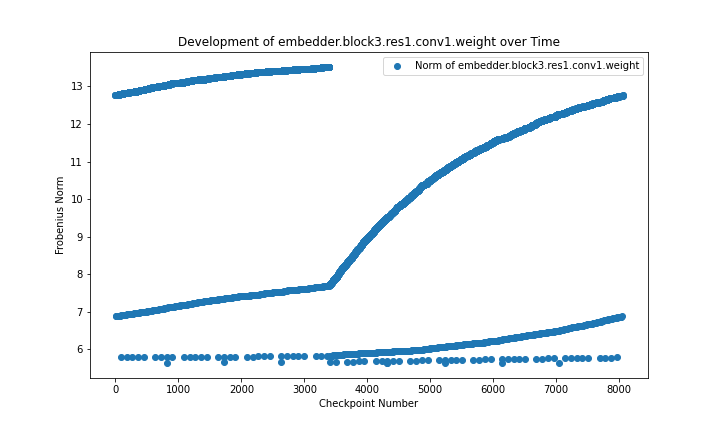 Development of embedder.block3.res1.conv1.weight over Time
Norm of embedder.block3.res1.conv1.weight
Frobenius Norm
13
12
11
10
9
8
7
6
0 1000 2000 3000 4000 5000 6000 7000 8000
Checkpoint Number